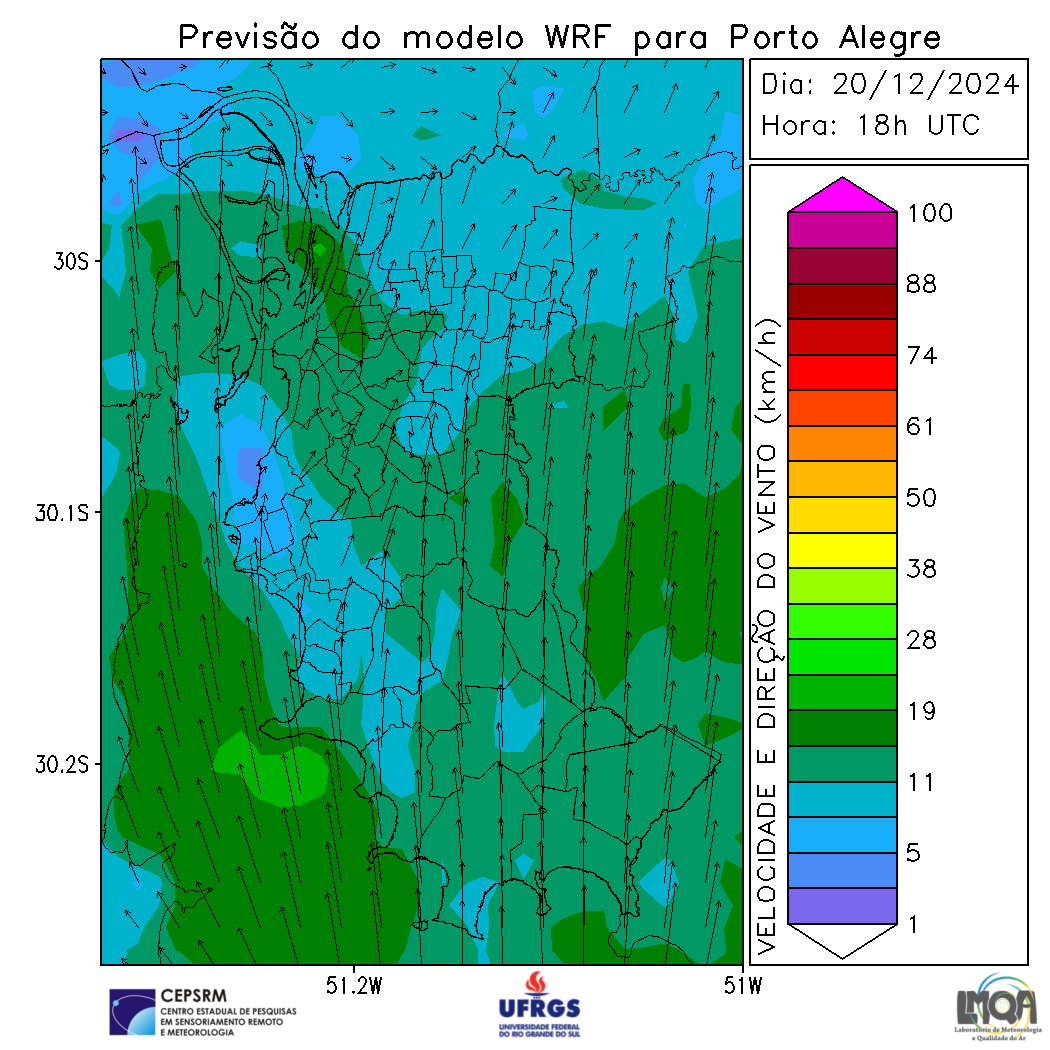 Previsão do modelo WRF para Porto Alegre
Dia: 20/12/2024
Hora: 18h UTC
100
88
74
61
50
38
28
19
11
5
1
VELOCIDADE E DIREÇÃO DO VENTO (km/h)
30S
30.1S
30.2S
51.2W
51W
CEPSRM
CENTRO ESTADUAL DE PESQUISAS
EM SENSORIAMENTO REMOTO
E METEOROLOGIA
UFRGS
UNIVERSIDADE FEDERAL
DO RIO GRANDE DO SUL
LMQA
Laboratório de Meteorologia
e Qualidade do Ar